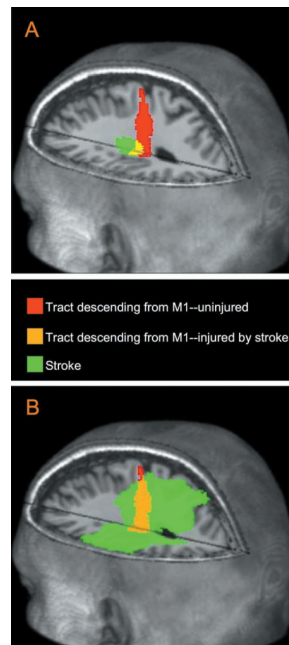 A
Tract descending from M1--uninjured
Tract descending from M1--injured by stroke
Stroke
B